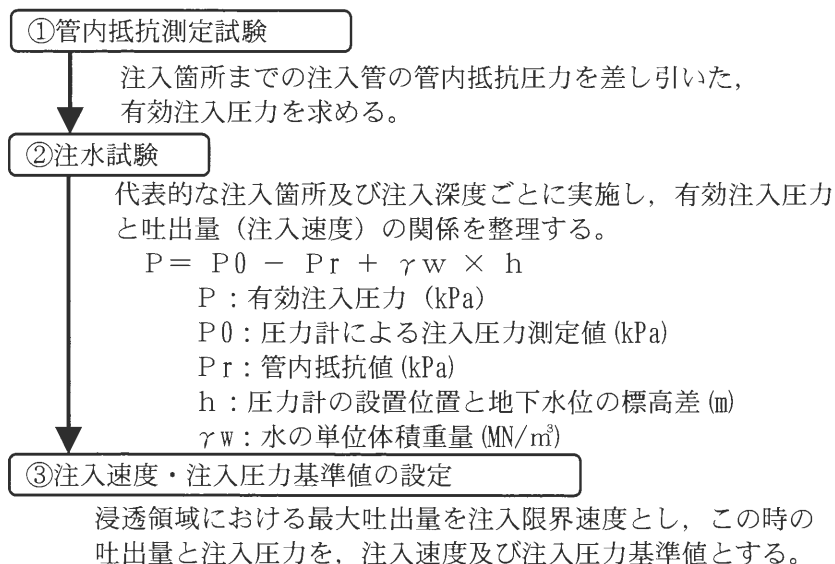 ①管内抵抗測定試験
注入箇所までの注入管の管内抵抗圧力を差し引いた，
有効注入圧力を求める。
②注水試験
代表的な注入箇所及び注入深度ごとに実施し，有効注入圧力
と吐出量（注入速度）の関係を整理する。
Ｐ＝ Ｐ0 － Ｐr ＋ γｗ × ｈ
Ｐ：有効注入圧力（kPa）
Ｐ0：圧力計による注入圧力測定値(kPa)
Ｐr：管内抵抗値(kPa)
ｈ：圧力計の設置位置と地下水位の標高差(m)
γｗ：水の単位体積重量(MN/㎥)
③注入速度・注入圧力基準値の設定
浸透領域における最大吐出量を注入限界速度とし，この時の
吐出量と注入圧力を，注入速度及び注入圧力基準値とする。